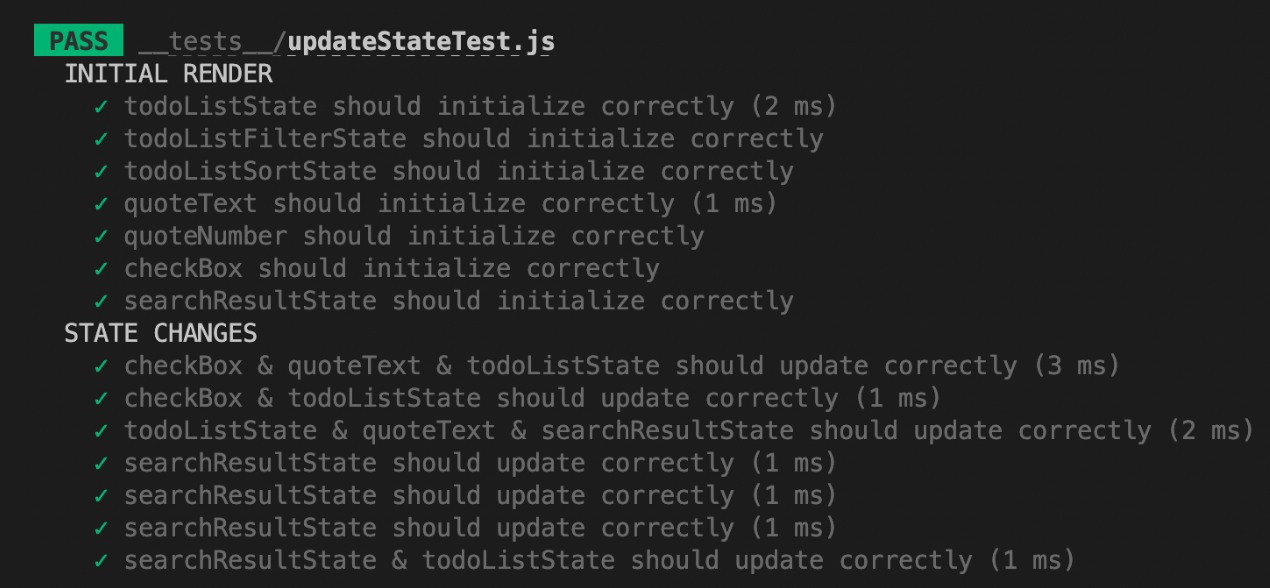 PASS __tests__/updateStateTest.js
INITIAL RENDER
✓ todoListState should initialize correctly (2 ms)
✓ todoListFilterState should initialize correctly
✓ todoListSortState should initialize correctly
✓ quoteText should initialize correctly (1 ms)
✓ quoteNumber should initialize correctly
✓ checkBox should initialize correctly
✓ searchResultState should initialize correctly
STATE CHANGES
✓ checkBox & quoteText & todoListState should update correctly (3 ms)
✓ checkBox & todoListState should update correctly (1 ms)
✓ todoListState & quoteText & searchResultState should update correctly (2 ms)
✓ searchResultState should update correctly (1 ms)
✓ searchResultState should update correctly (1 ms)
✓ searchResultState should update correctly (1 ms)
✓ searchResultState & todoListState should update correctly (1 ms)